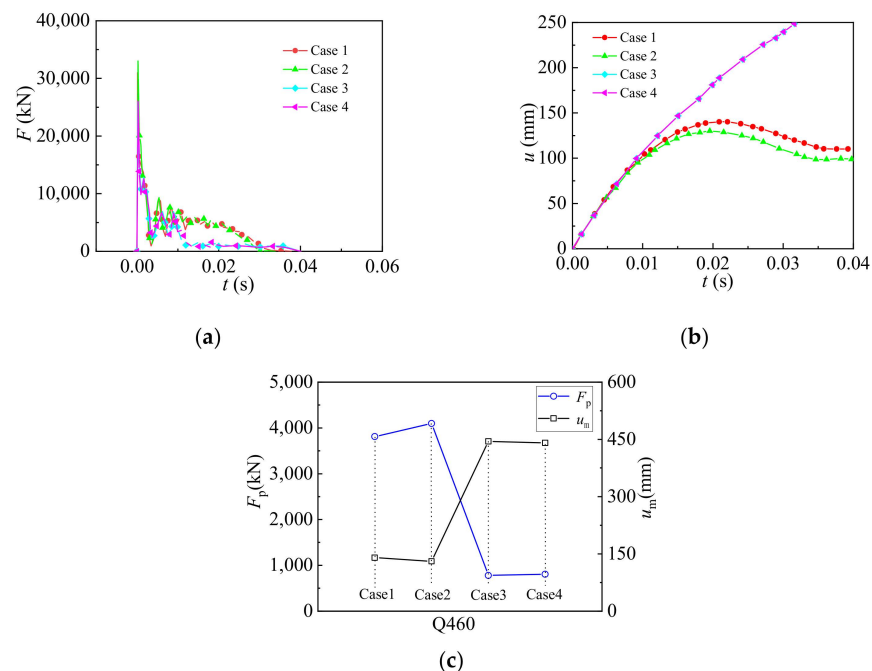 40,000
30,000
20,000
10,000
0
F (kN)
Case 1
Case 2
Case 3
Case 4
0.00 0.02 0.04 0.06
t (s)
(a)
250
200
150
100
50
0
u (mm)
Case 1
Case 2
Case 3
Case 4
0.00 0.01 0.02 0.03 0.04
t (s)
(b)
5,000
4,000
3,000
2,000
1,000
0
Fp(kN)
Fp
um
600
450
300
150
0
um(mm)
Case1 Case2 Case3 Case4
Q460
(c)